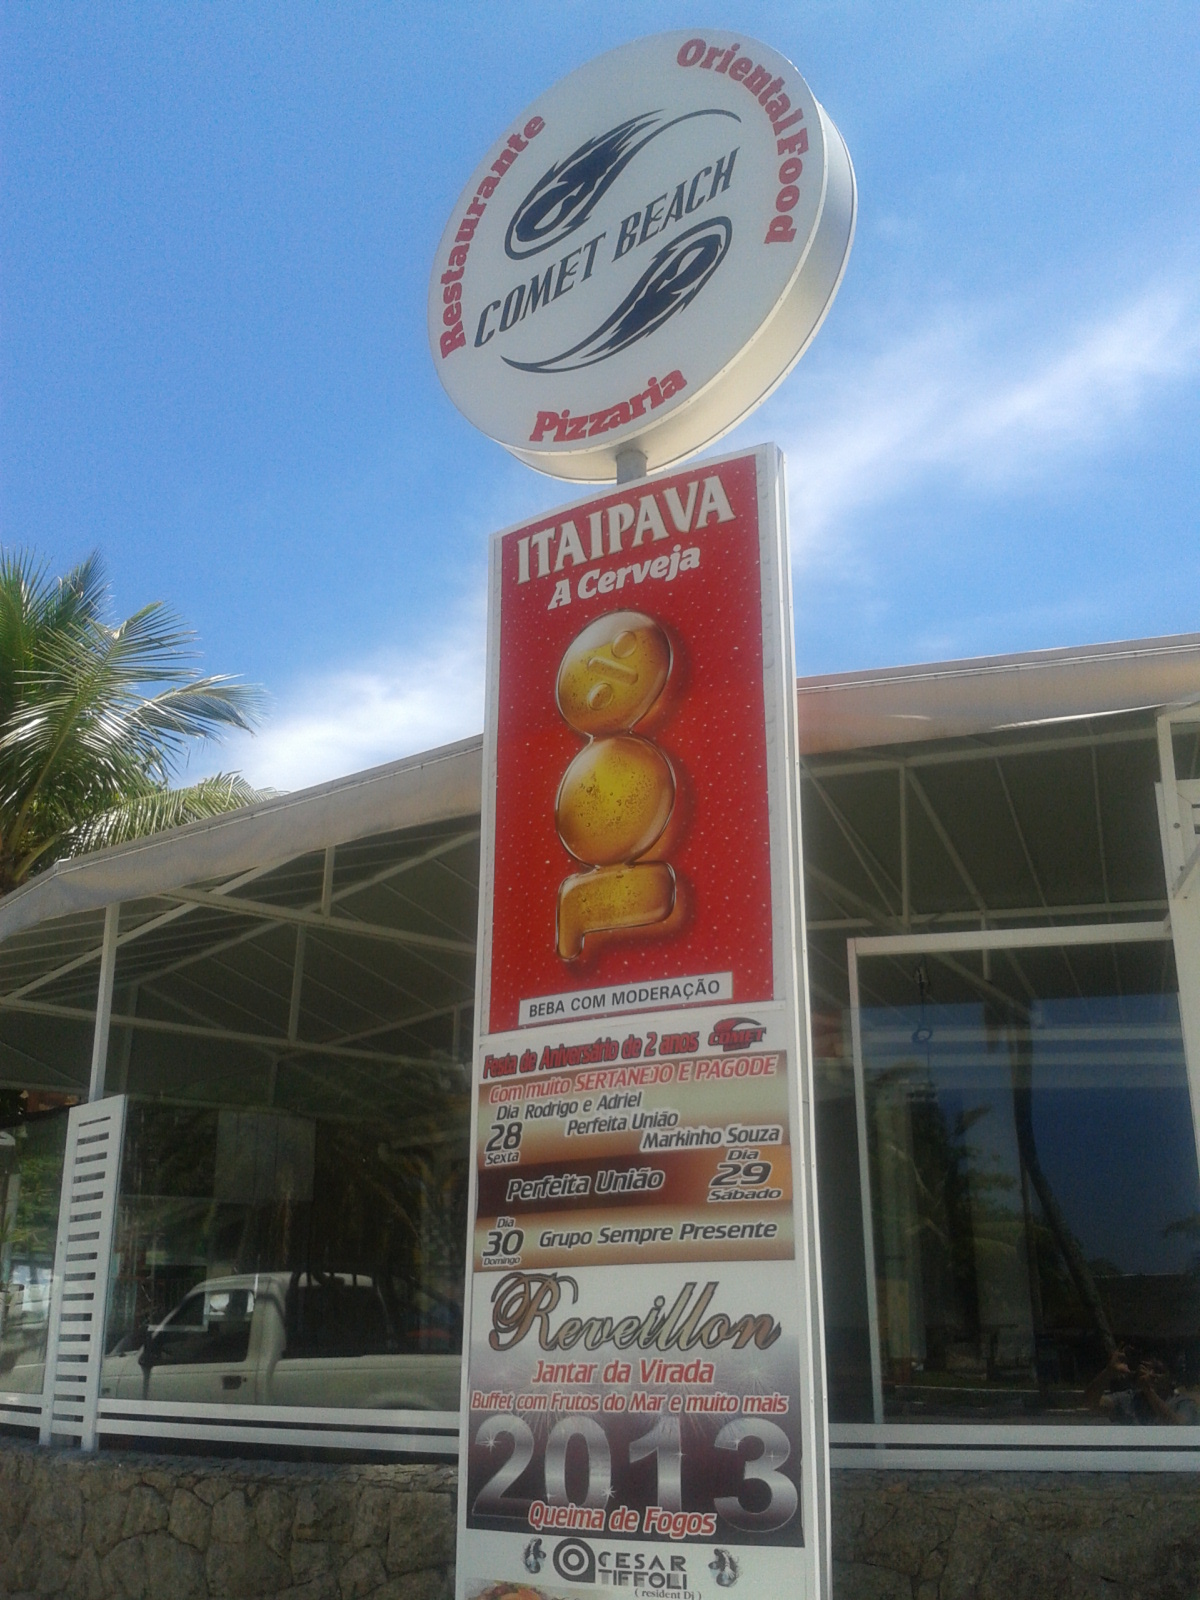 Restaurante
Oriental Food
COMET BEACH
Pizzaria
ITAIPAVA
A Cerveja
100%
BEBA COM MODERAÇÃO
Festa de Aniversário de 2 anos COMET
Com muito SERTANEJO E PAGODE
Dia 28 Sexta
Rodrigo e Adriel
Perfeita União
Markinho Souza
Perfeita União
Dia 29 Sábado
Dia 30 Domingo
Grupo Sempre Presente
Reveillon
Jantar da Virada
Buffet com Frutos do Mar e muito mais
2013
Queima de Fogos
CESAR
TIFFOLI
( resident Dj )